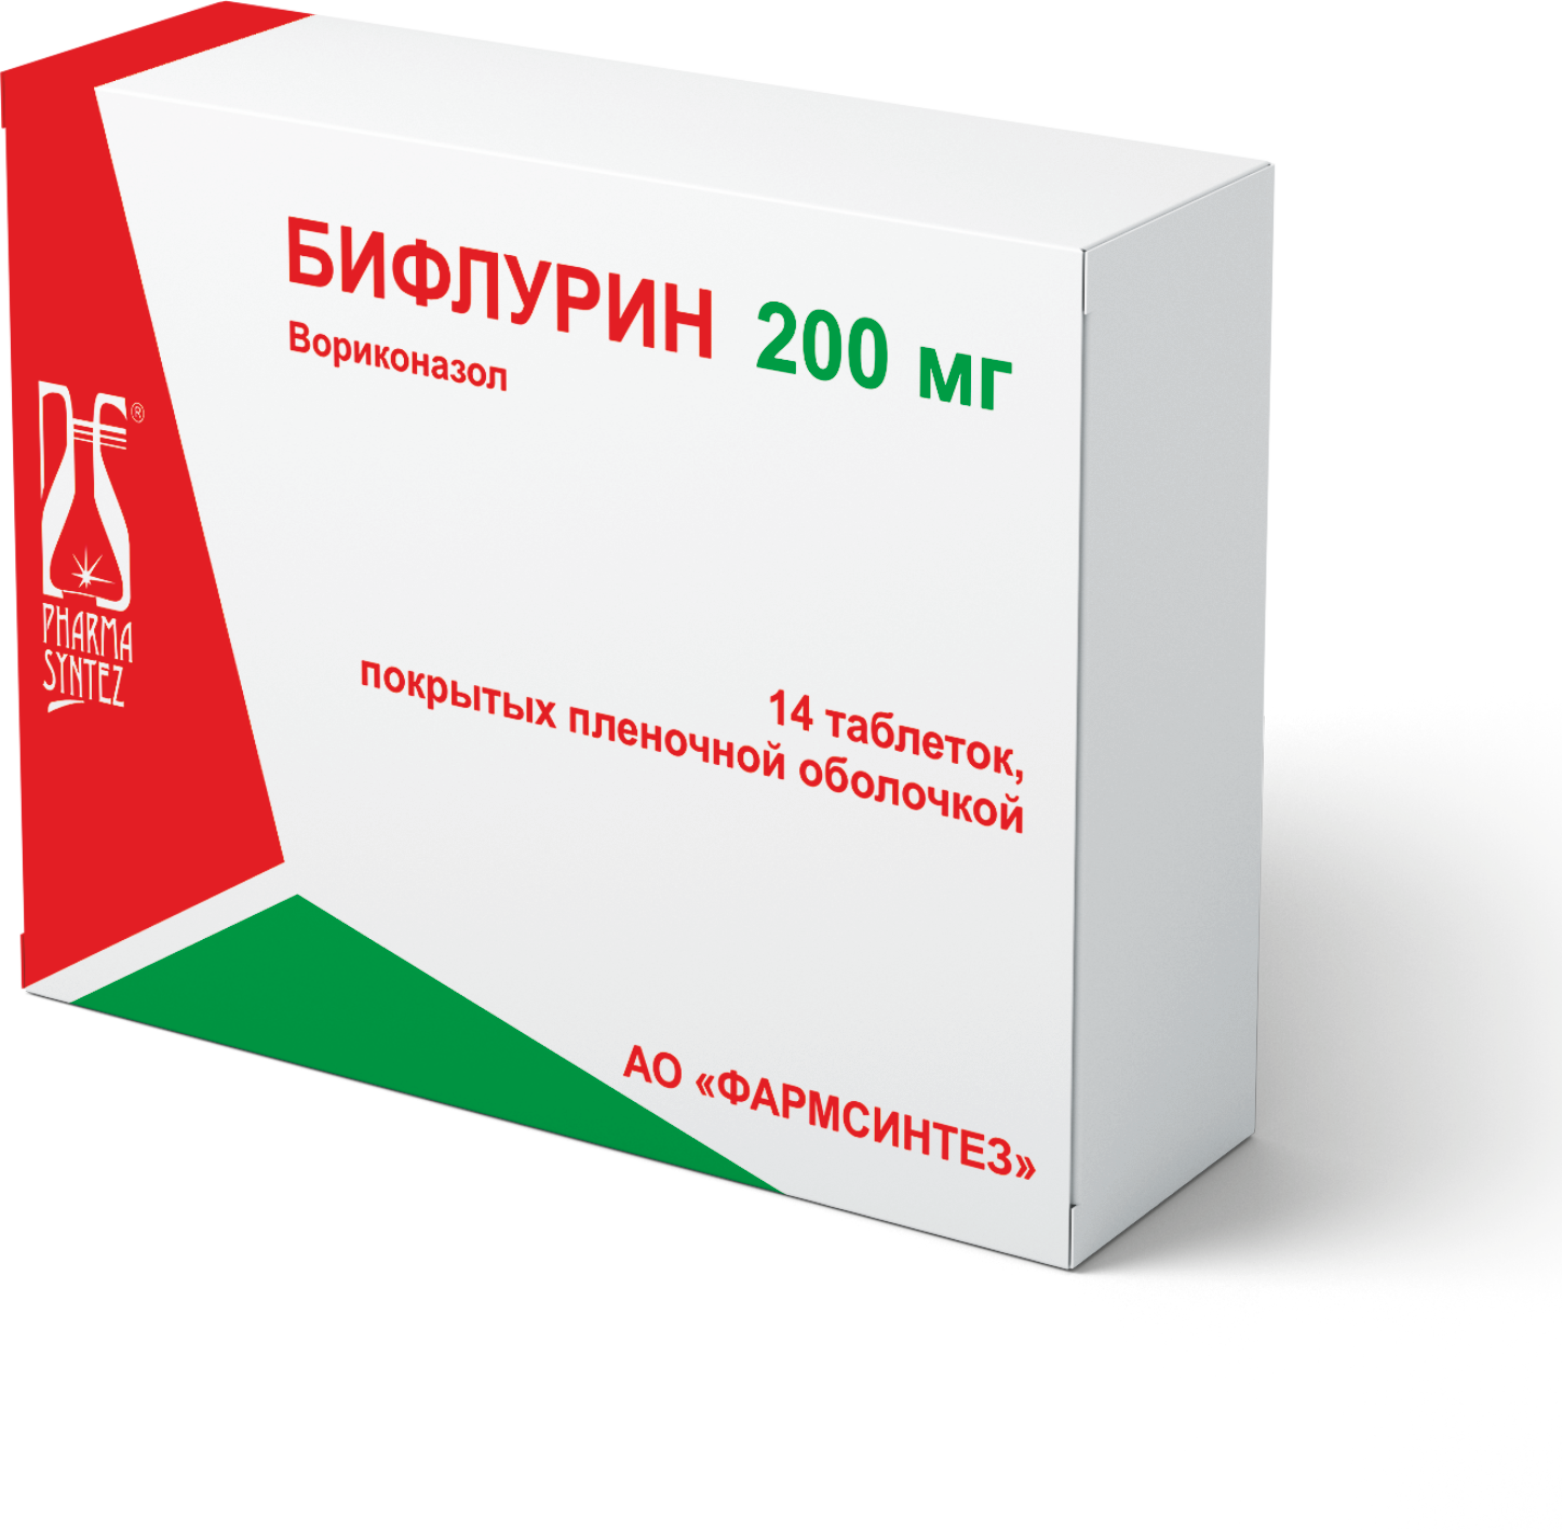 БИФЛУРИН 200 мг
Вориконазол
®
PHARMA
SYNTEZ
14 таблеток,
покрытых пленочной оболочкой
АО «ФАРМСИНТЕЗ»